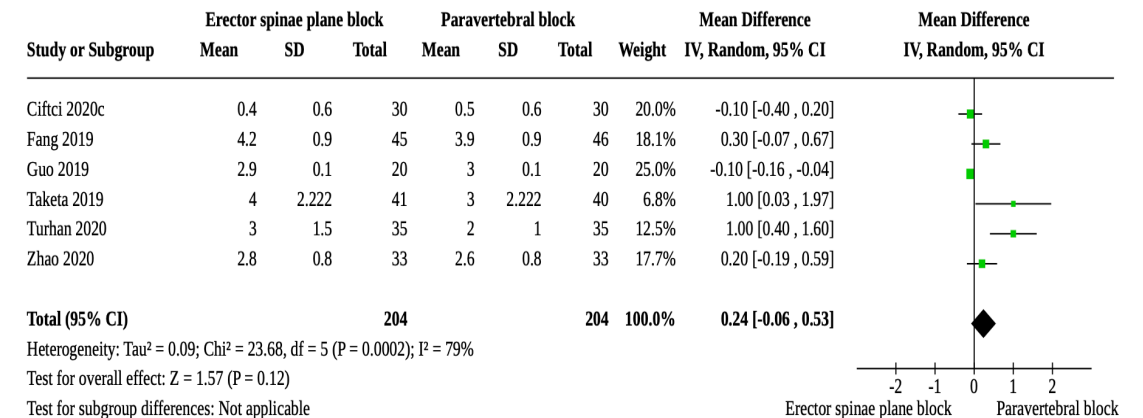 Erector spinae plane block Paravertebral block Mean Difference Mean Difference
Study or Subgroup Mean SD Total Mean SD Total Weight IV, Random, 95% CI IV, Random, 95% CI
Ciftci 2020c 0.4 0.6 30 0.5 0.6 30 20.0% -0.10 [-0.40 , 0.20]
Fang 2019 4.2 0.9 45 3.9 0.9 46 18.1% 0.30 [-0.07 , 0.67]
Guo 2019 2.9 0.1 20 3 0.1 20 25.0% -0.10 [-0.16 , -0.04]
Taketa 2019 4 2.222 41 3 2.222 40 6.8% 1.00 [0.03 , 1.97]
Turhan 2020 3 1.5 35 2 1 35 12.5% 1.00 [0.40 , 1.60]
Zhao 2020 2.8 0.8 33 2.6 0.8 33 17.7% 0.20 [-0.19 , 0.59]
Total (95% CI) 204 204 100.0% 0.24 [-0.06 , 0.53]
Heterogeneity: Tau² = 0.09; Chi² = 23.68, df = 5 (P = 0.0002); I² = 79%
Test for overall effect: Z = 1.57 (P = 0.12)
-2 -1 0 1 2
Test for subgroup differences: Not applicable Erector spinae plane block Paravertebral block